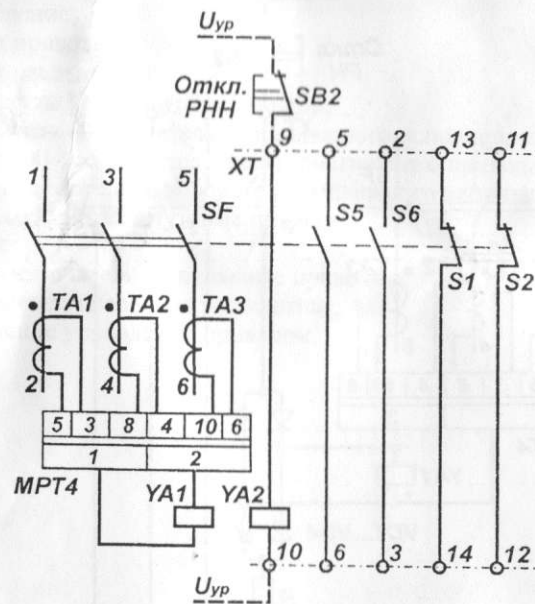 Uур
Откл.
РНН
SB2
9 5 2 13 11
XT
1 3 5
SF S5 S6
S1 S2
TA1 TA2 TA3
2 4 6
5 3 8 4 10 6
1 2
МРТ4
YA1 YA2
10 6 3 14 12
Uур